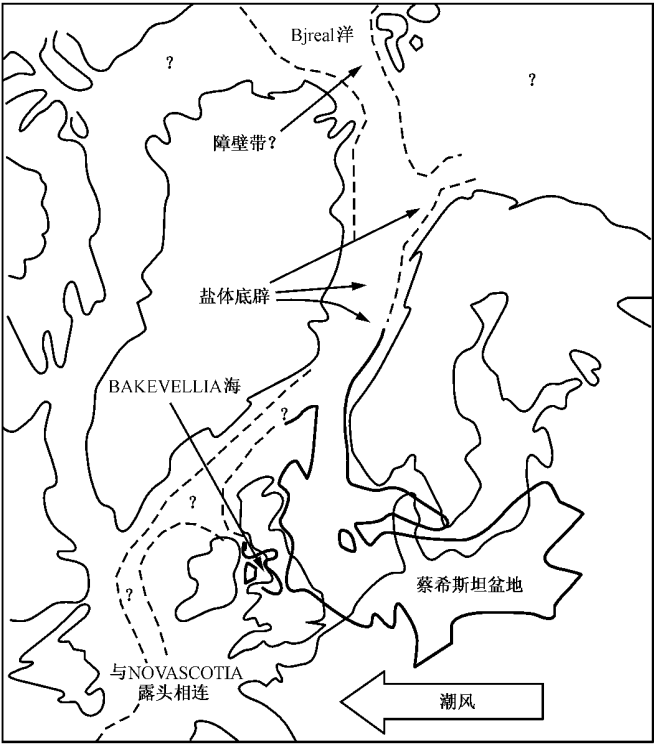 Bjreal洋
?
?
障壁带?
盐体底辟
BAKEVELLIA海
?
?
?
蔡希斯坦盆地
与NOVASCOTIA
露头相连
潮风